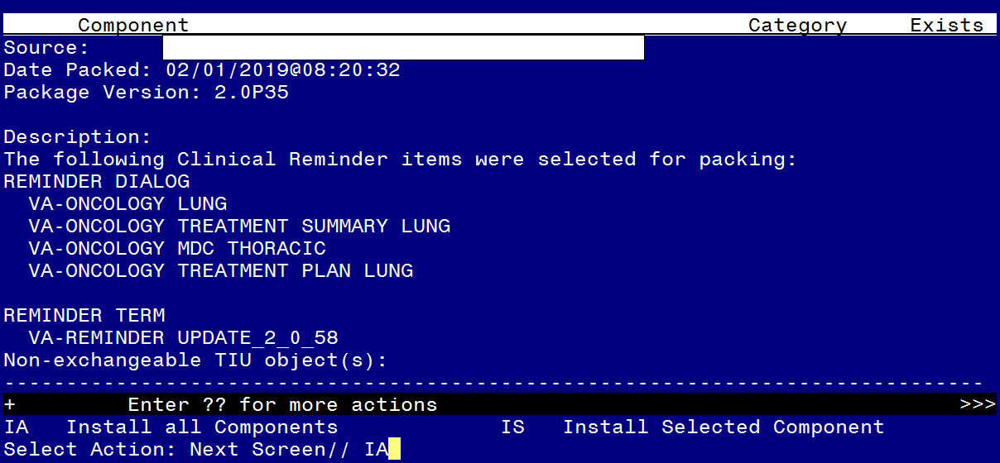 Component Category Exists
Source:
Date Packed: 02/01/2019@08:20:32
Package Version: 2.0P35
Description:
The following Clinical Reminder items were selected for packing:
REMINDER DIALOG
VA-ONCOLOGY LUNG
VA-ONCOLOGY TREATMENT SUMMARY LUNG
VA-ONCOLOGY MDC THORACIC
VA-ONCOLOGY TREATMENT PLAN LUNG
REMINDER TERM
VA-REMINDER UPDATE_2_0_58
Non-exchangeable TIU object(s):
-------------------------------------------------------------------------------
+ Enter ?? for more actions >>>
IA Install all Components IS Install Selected Component
Select Action: Next Screen// IA